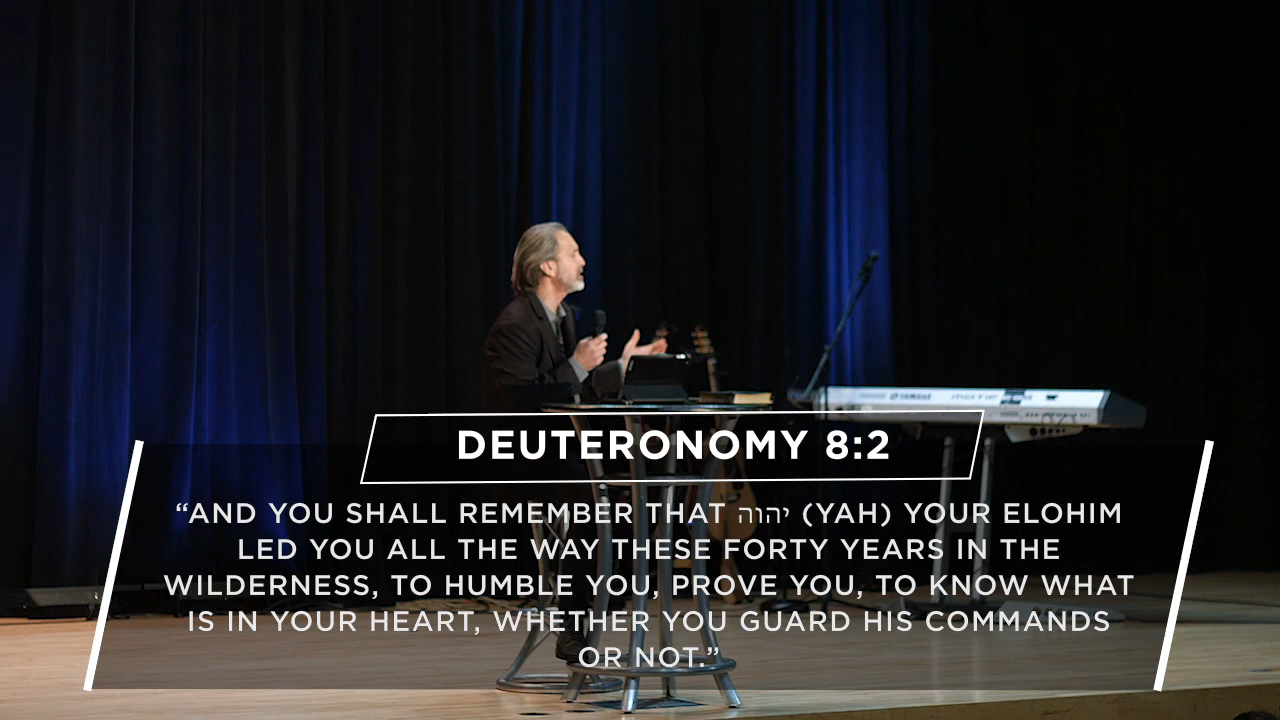 DEUTERONOMY 8:2
“AND YOU SHALL REMEMBER THAT יהוה (YAH) YOUR ELOHIM
LED YOU ALL THE WAY THESE FORTY YEARS IN THE
WILDERNESS, TO HUMBLE YOU, PROVE YOU, TO KNOW WHAT
IS IN YOUR HEART, WHETHER YOU GUARD HIS COMMANDS
OR NOT.”
YAMAHA MOTIF